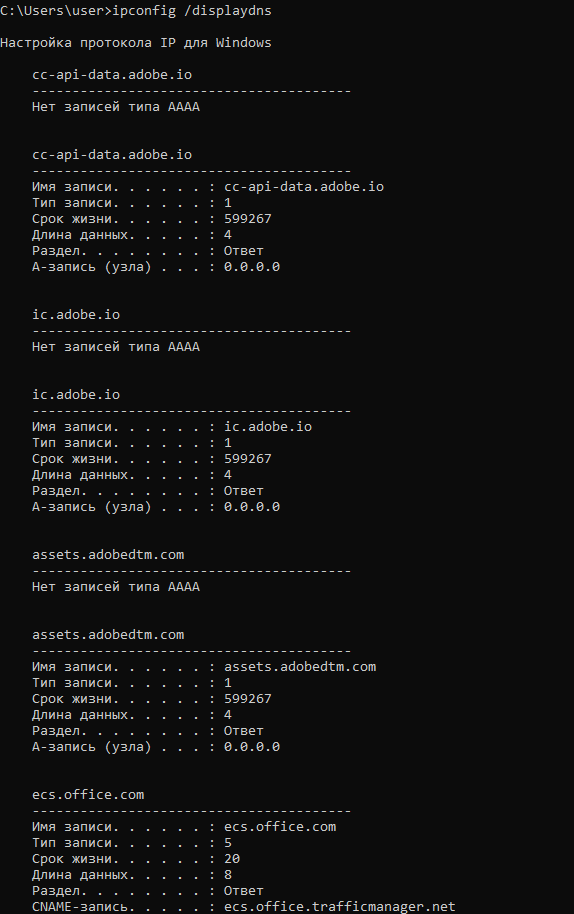 C:\Users\user>ipconfig /displaydns
Настройка протокола IP для Windows
cc-api-data.adobe.io
----------------------------------------
Нет записей типа AAAA
cc-api-data.adobe.io
----------------------------------------
Имя записи. . . . . . : cc-api-data.adobe.io
Тип записи. . . . . . : 1
Срок жизни. . . . . . : 599267
Длина данных. . . . . : 4
Раздел. . . . . . . . : Ответ
А-запись (узла) . . . : 0.0.0.0
ic.adobe.io
----------------------------------------
Нет записей типа AAAA
ic.adobe.io
----------------------------------------
Имя записи. . . . . . : ic.adobe.io
Тип записи. . . . . . : 1
Срок жизни. . . . . . : 599267
Длина данных. . . . . : 4
Раздел. . . . . . . . : Ответ
А-запись (узла) . . . : 0.0.0.0
assets.adobedtm.com
----------------------------------------
Нет записей типа AAAA
assets.adobedtm.com
----------------------------------------
Имя записи. . . . . . : assets.adobedtm.com
Тип записи. . . . . . : 1
Срок жизни. . . . . . : 599267
Длина данных. . . . . : 4
Раздел. . . . . . . . : Ответ
А-запись (узла) . . . : 0.0.0.0
ecs.office.com
----------------------------------------
Имя записи. . . . . . : ecs.office.com
Тип записи. . . . . . : 5
Срок жизни. . . . . . : 20
Длина данных. . . . . : 8
Раздел. . . . . . . . : Ответ
CNAME-запись. . . . . : ecs.office.trafficmanager.net